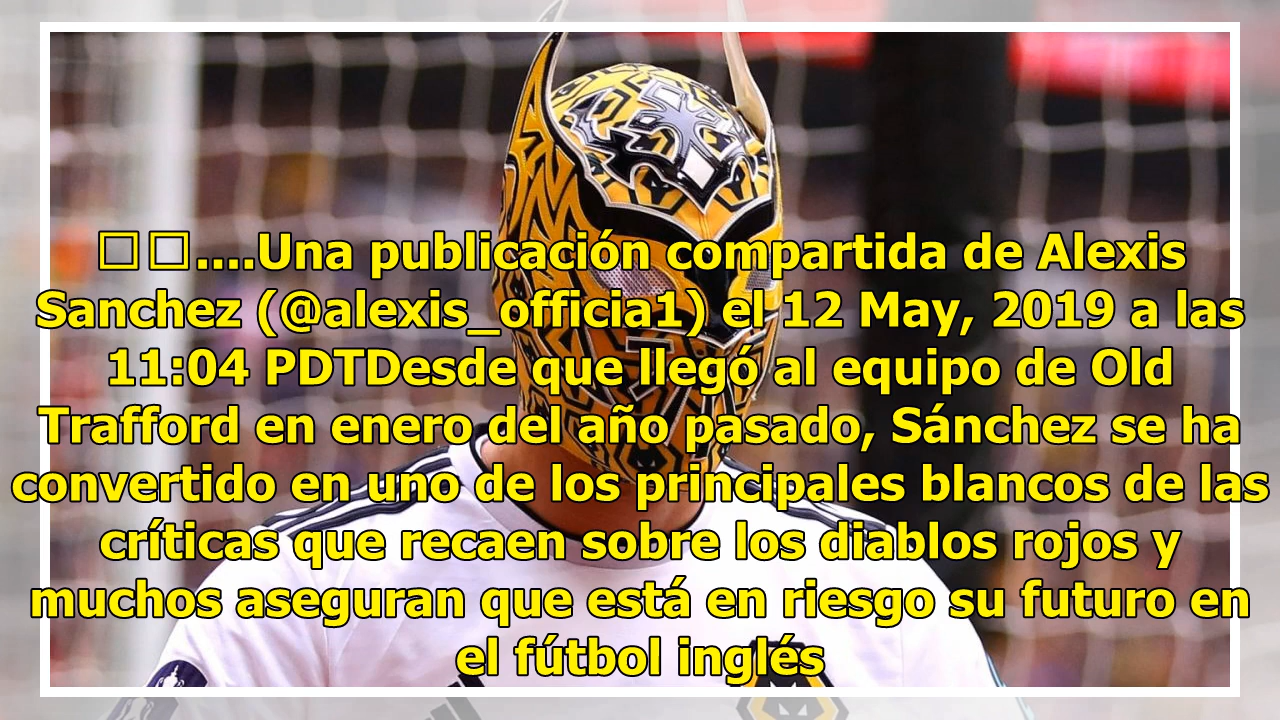 □□....Una publicación compartida de Alexis
Sanchez (@alexis_officia1) el 12 May, 2019 a las
11:04 PDTDesde que llegó al equipo de Old
Trafford en enero del año pasado, Sánchez se ha
convertido en uno de los principales blancos de las
críticas que recaen sobre los diablos rojos y
muchos aseguran que está en riesgo su futuro en
el fútbol inglés